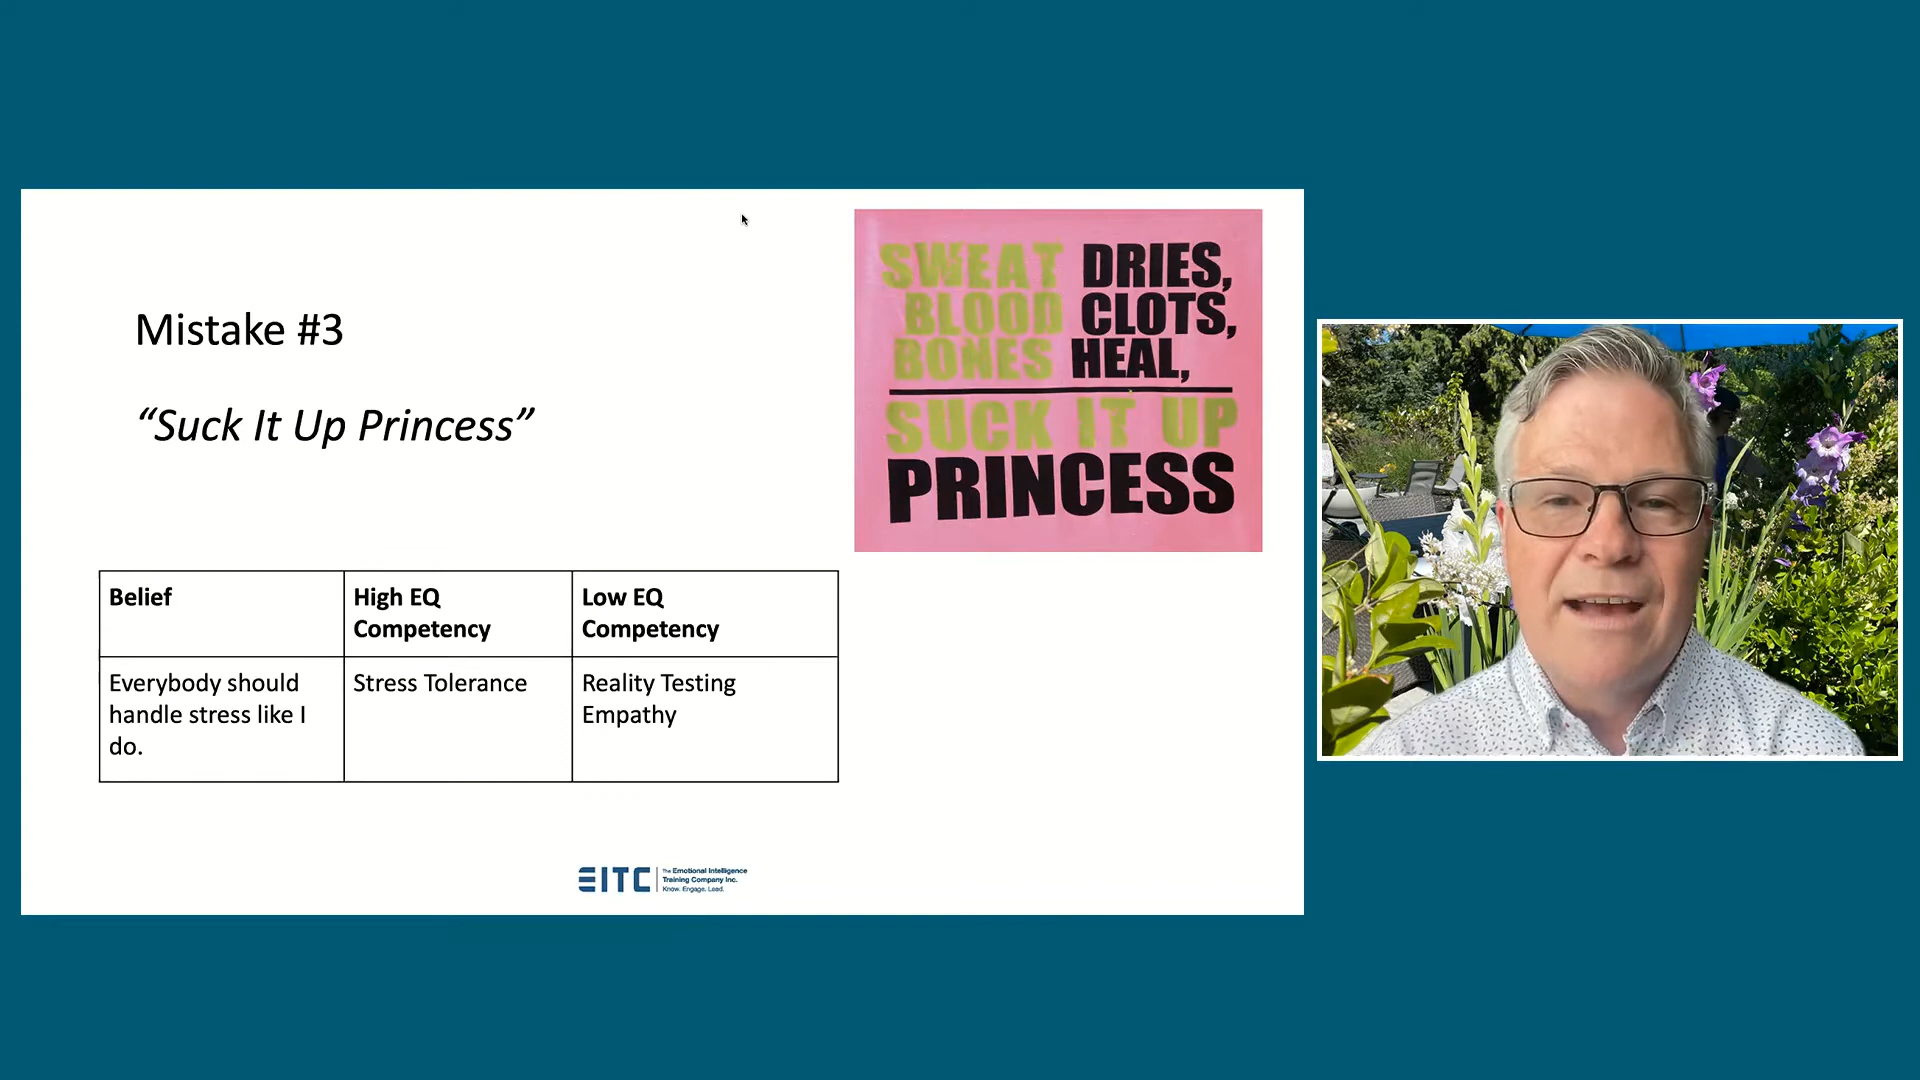 Mistake #3
“Suck It Up Princess”
SWEAT DRIES,
BLOOD CLOTS,
BONES HEAL,
SUCK IT UP
PRINCESS
Belief
High EQ
Competency
Low EQ
Competency
Everybody should
handle stress like I
do.
Stress Tolerance
Reality Testing
Empathy
EITC
The Emotional Intelligence
Training Company Inc.
Know. Engage. Lead.